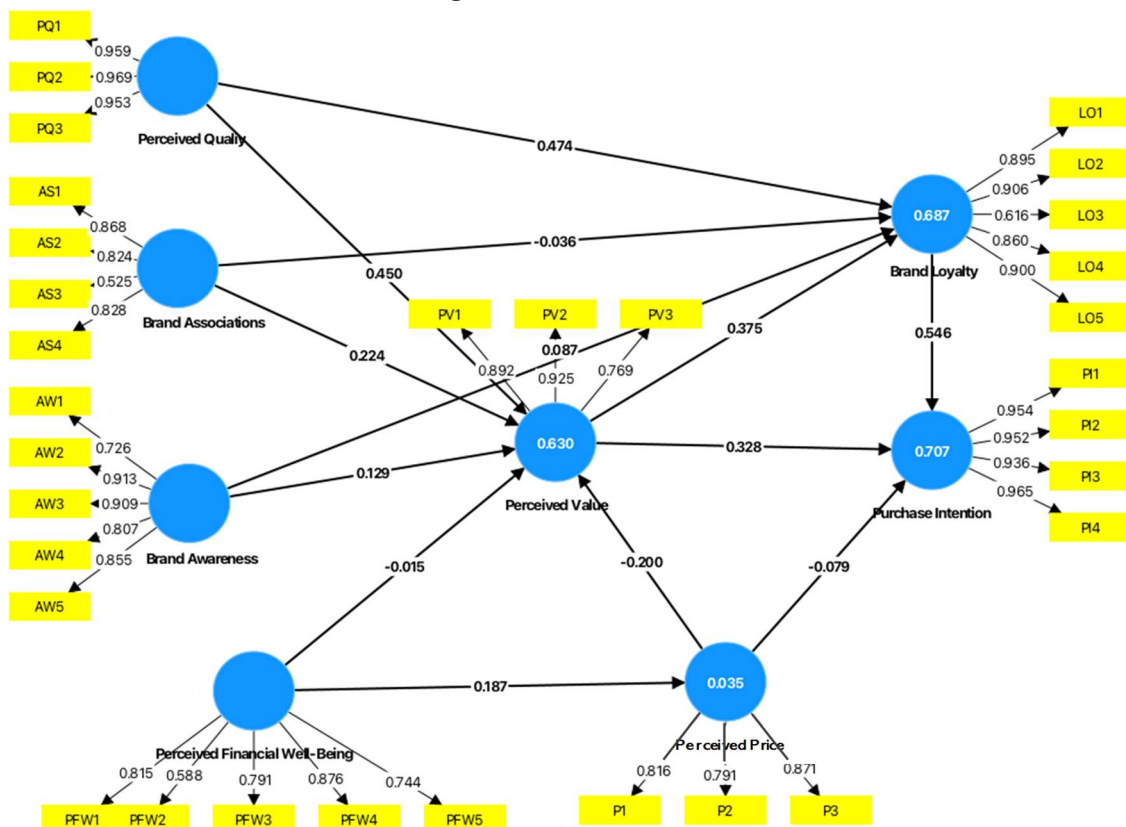 PQ1
0.959
PQ2
0.969
0.953
PQ3
Perceived Qualiy
0.474
LO1
0.895
LO2
0.906
0.687
0.616
LO3
0.860
LO4
Brand Loyalty
0.900
LO5
AS1
0.868
AS2
0.824
0.525
AS3
0.828
Brand Associations
AS4
-0.036
0.450
PV1
PV2
PV3
0.375
0.546
0.224
0.087
0.892
0.925
0.769
PI1
0.954
PI2
0.952
0.707
0.936
PI3
0.965
Purchase Intention
PI4
AW1
0.726
AW2
0.913
AW3
0.909
0.807
AW4
0.855
Brand Awareness
AW5
0.129
0.630
0.328
Perceived Value
-0.015
-0.200
-0.079
0.187
0.035
Perceived Financial Well-Being
Perceived Price
0.815
0.588
0.791
0.876
0.744
0.816
0.791
0.871
PFW1
PFW2
PFW3
PFW4
PFW5
P1
P2
P3